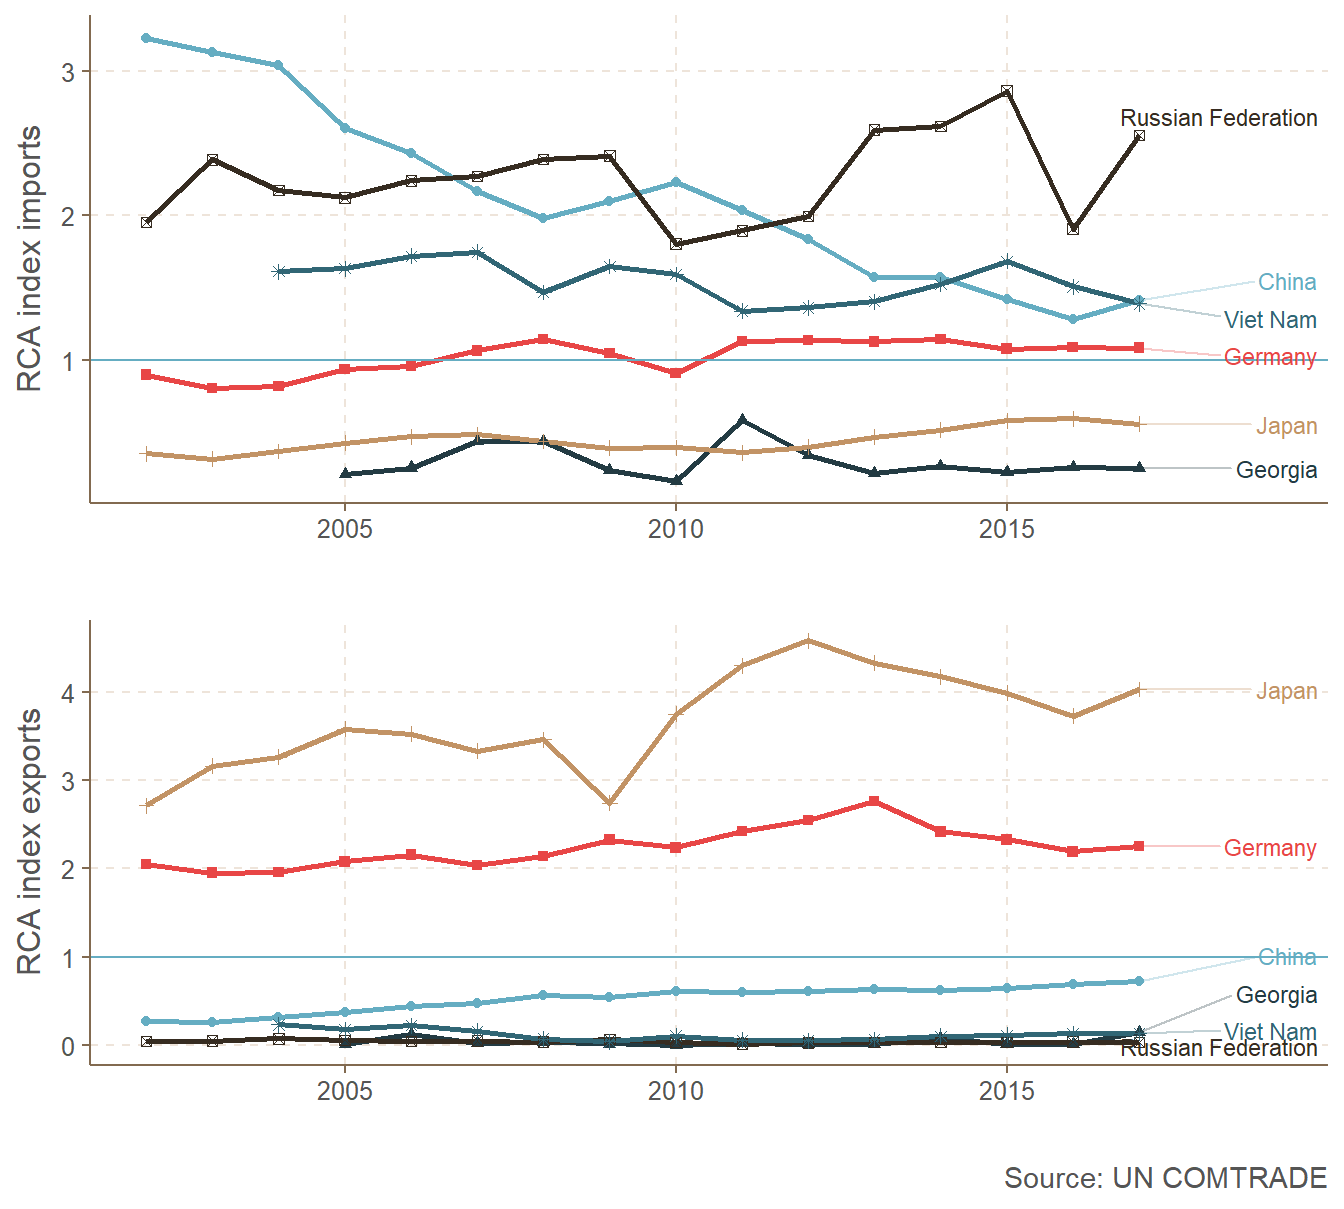 RCA index imports
3
2
1
Russian Federation
China
Viet Nam
Germany
Japan
Georgia
2005 2010 2015
RCA index exports
4
3
2
1
0
Japan
Germany
China
Georgia
Viet Nam
Russian Federation
2005 2010 2015
Source: UN COMTRADE